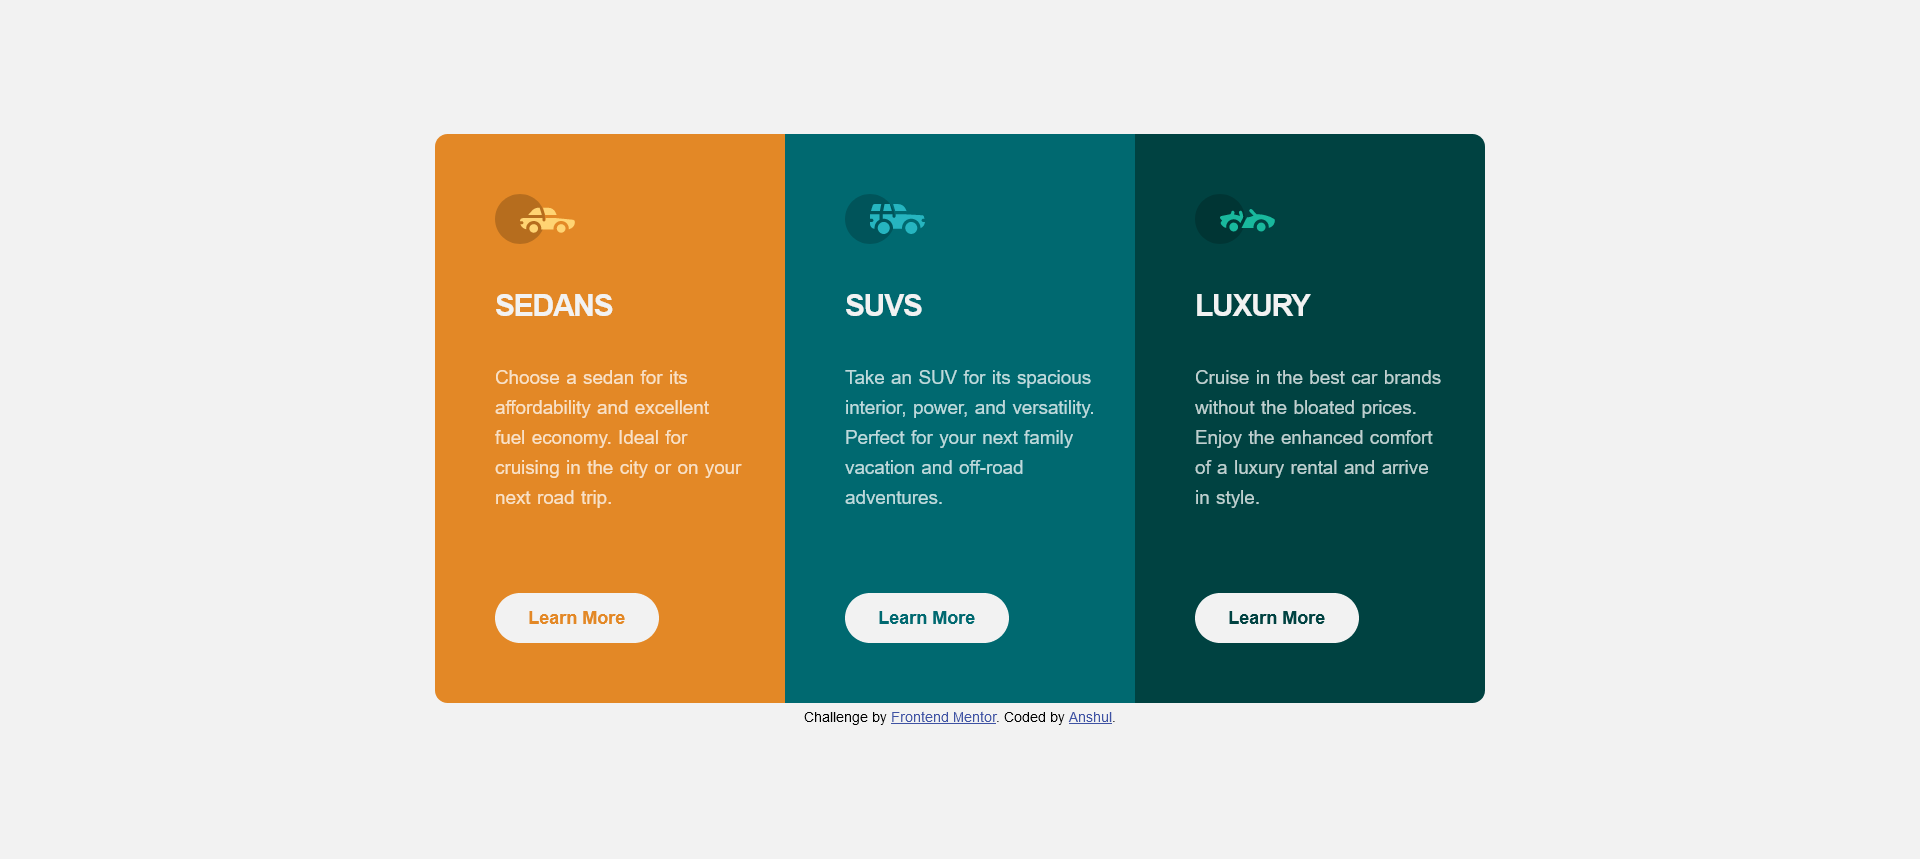 SEDANS
Choose a sedan for its
affordability and excellent
fuel economy. Ideal for
cruising in the city or on your
next road trip.
Learn More
SUVS
Take an SUV for its spacious
interior, power, and versatility.
Perfect for your next family
vacation and off-road
adventures.
Learn More
LUXURY
Cruise in the best car brands
without the bloated prices.
Enjoy the enhanced comfort
of a luxury rental and arrive
in style.
Learn More
Challenge by Frontend Mentor. Coded by Anshul.